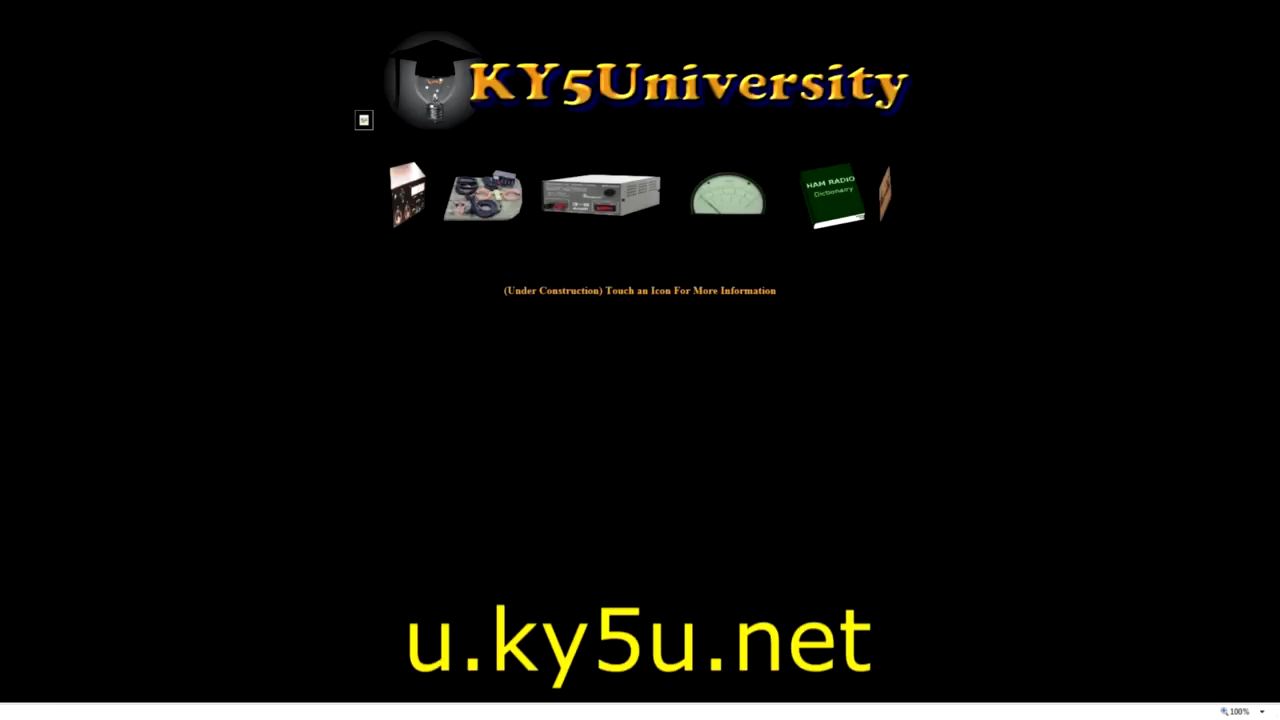 KY5University
HAM RADIO
Dictionary
(Under Construction) Touch an Icon For More Information
u.ky5u.net
100%